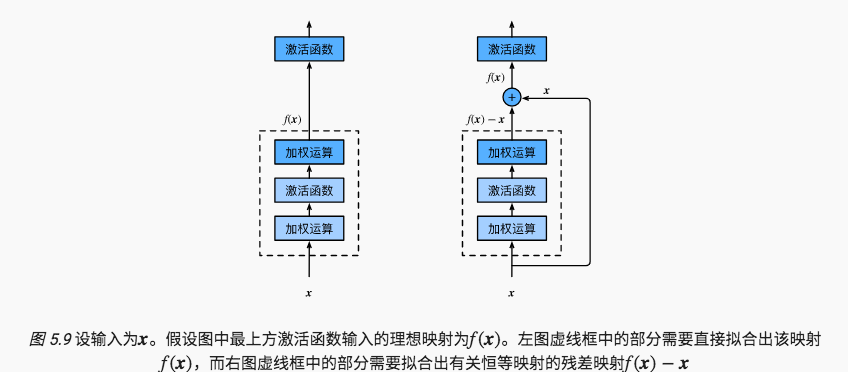 激活函数
激活函数
f(x)
x
f(x)
f(x) − x
加权运算
加权运算
激活函数
激活函数
加权运算
加权运算
x
x
图 5.9 设输入为x。假设图中最上方激活函数输入的理想映射为f(x)。左图虚线框中的部分需要直接拟合出该映射
f(x)，而右图虚线框中的部分需要拟合出有关恒等映射的残差映射f(x) − x